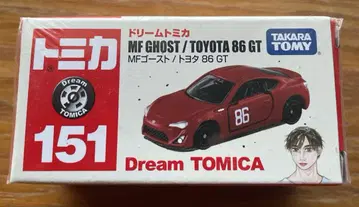 トミカ
Dream
TOMICA
151
ドリームトミカ
MF GHOST / TOYOTA 86 GT
MFゴースト / トヨタ 86 GT
TAKARA
TOMY
86
Dream TOMICA